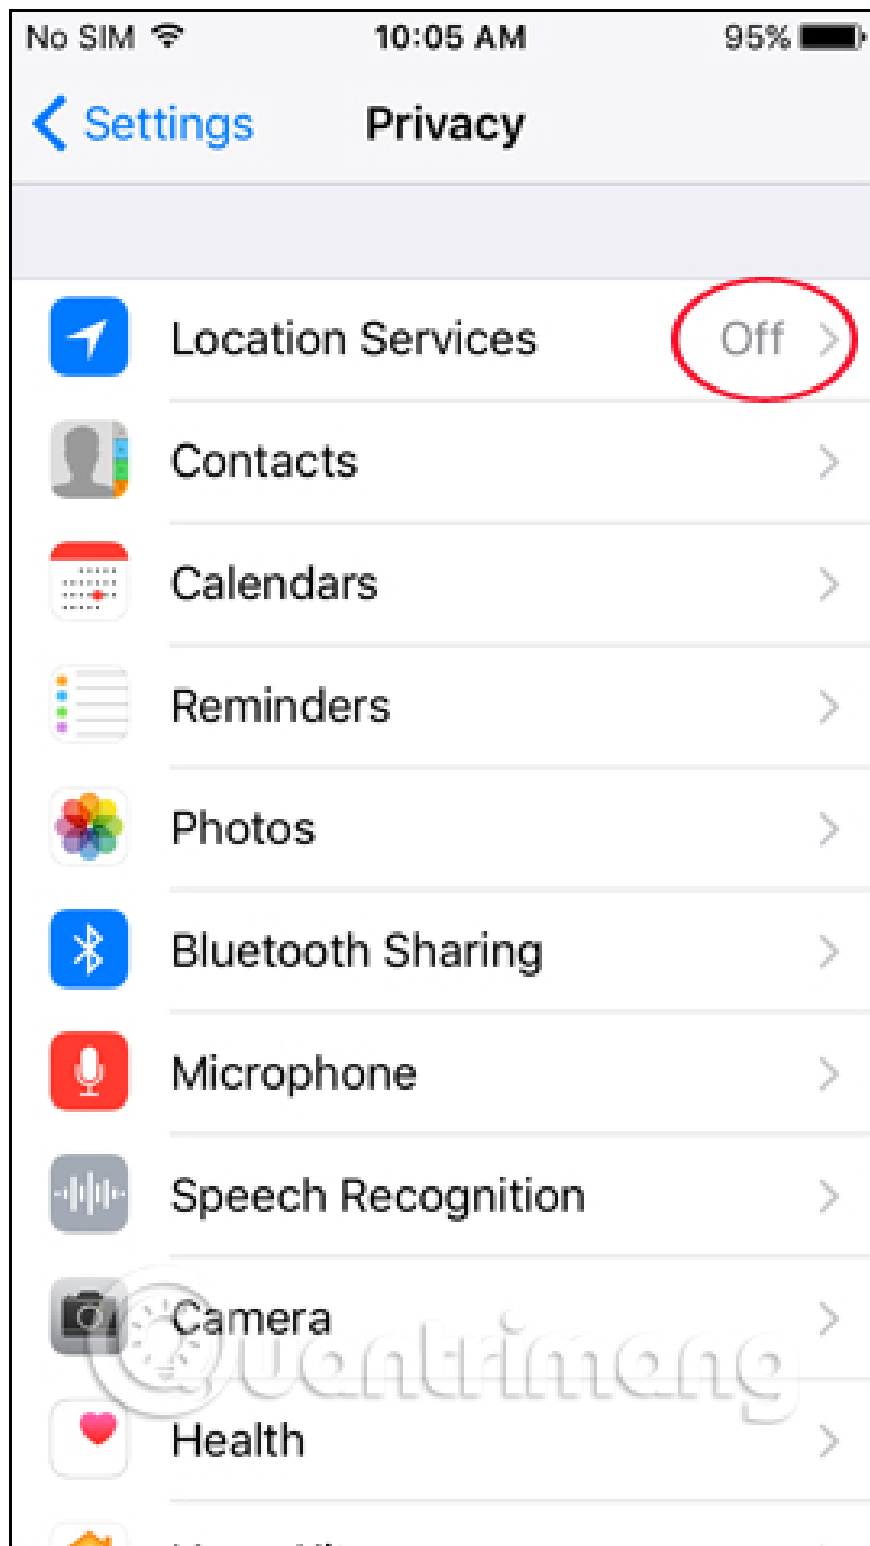 No SIM 10:05 AM 95%
Settings Privacy
Location Services Off
Contacts
Calendars
Reminders
Photos
Bluetooth Sharing
Microphone
Speech Recognition
Camera
Quantrimang
Health